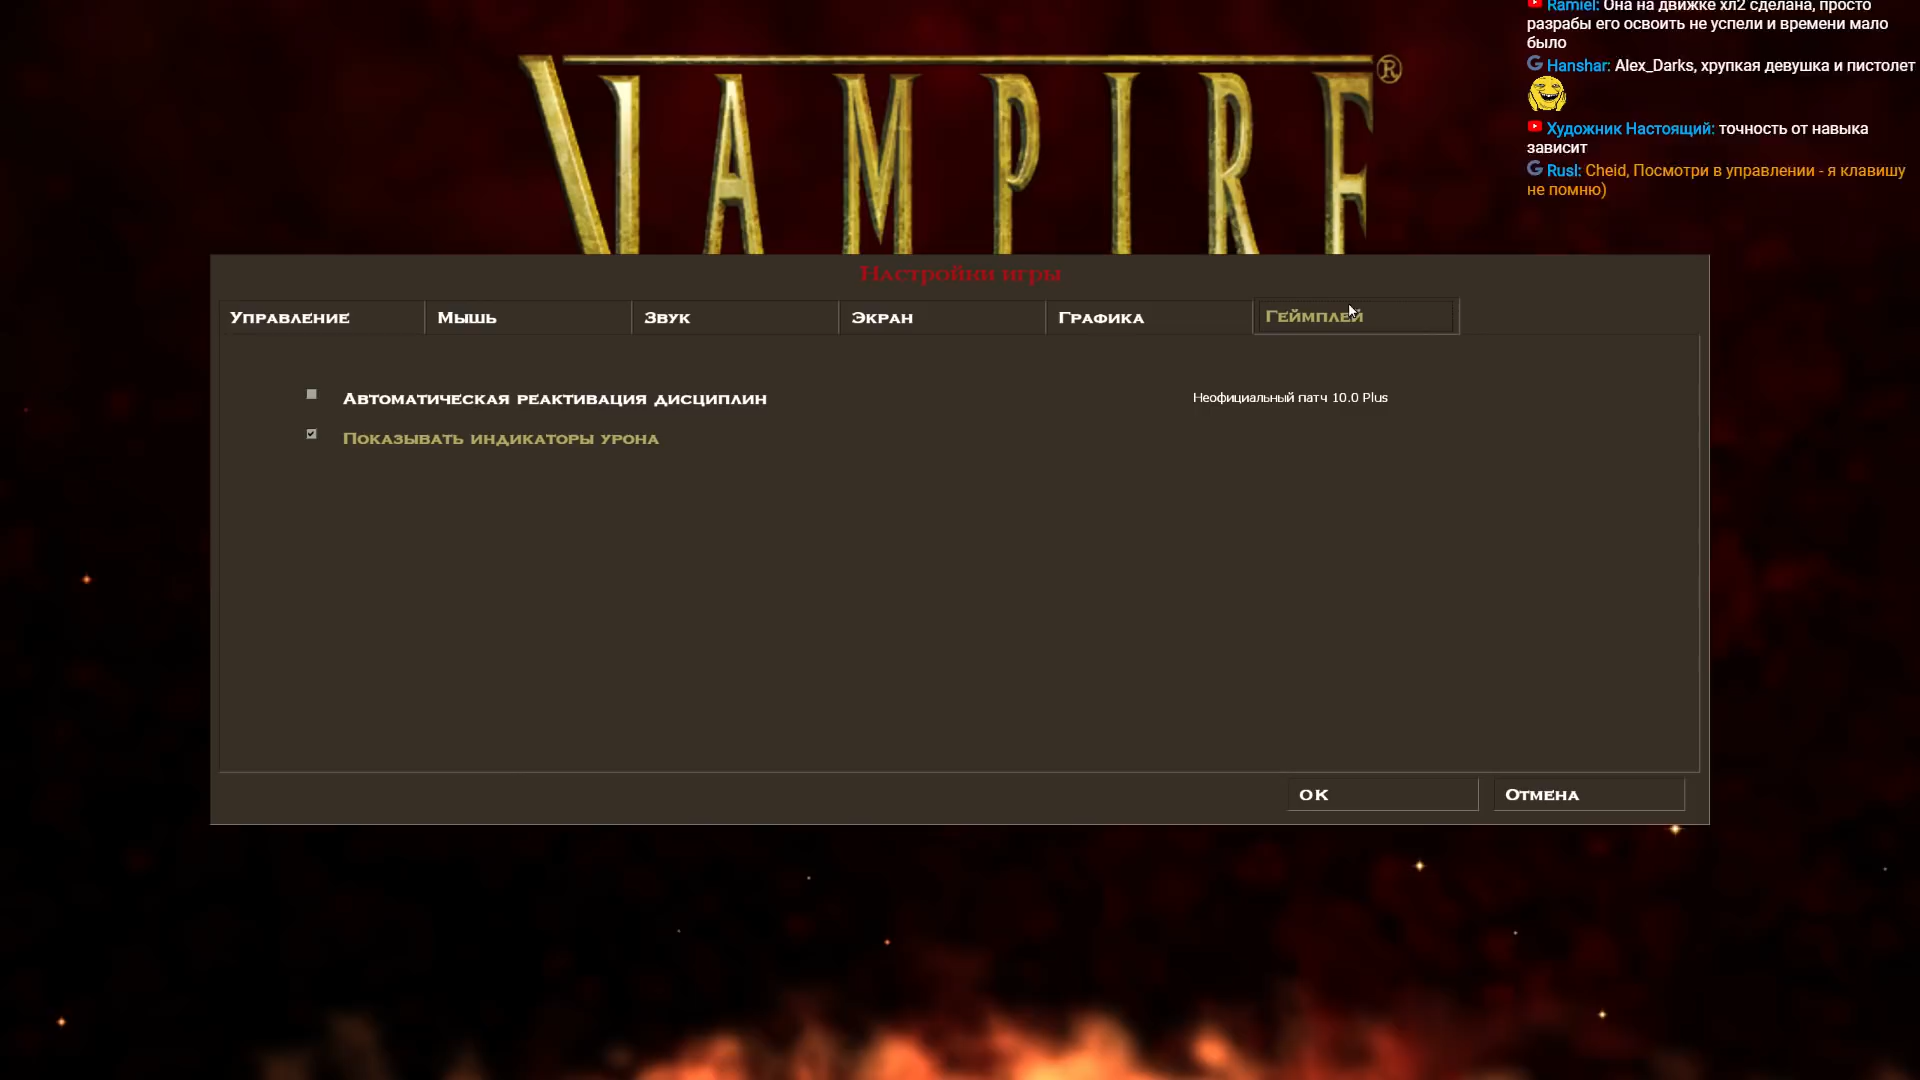 Ramiel: Она на движке хл2 сделана, просто
разрабы его освоить не успели и времени мало
было
Hanshar: Alex_Darks, хрупкая девушка и пистолет
Художник Настоящий: точность от навыка
зависит
Rusl: Cheid, Посмотри в управлении - я клавишу
не помню)
VAMPIRE®
Настройки игры
Управление
Мышь
Звук
Экран
Графика
Геймплей
Автоматическая реактивация дисциплин
Неофициальный патч 10.0 Plus
Показывать индикаторы урона
ОК
Отмена